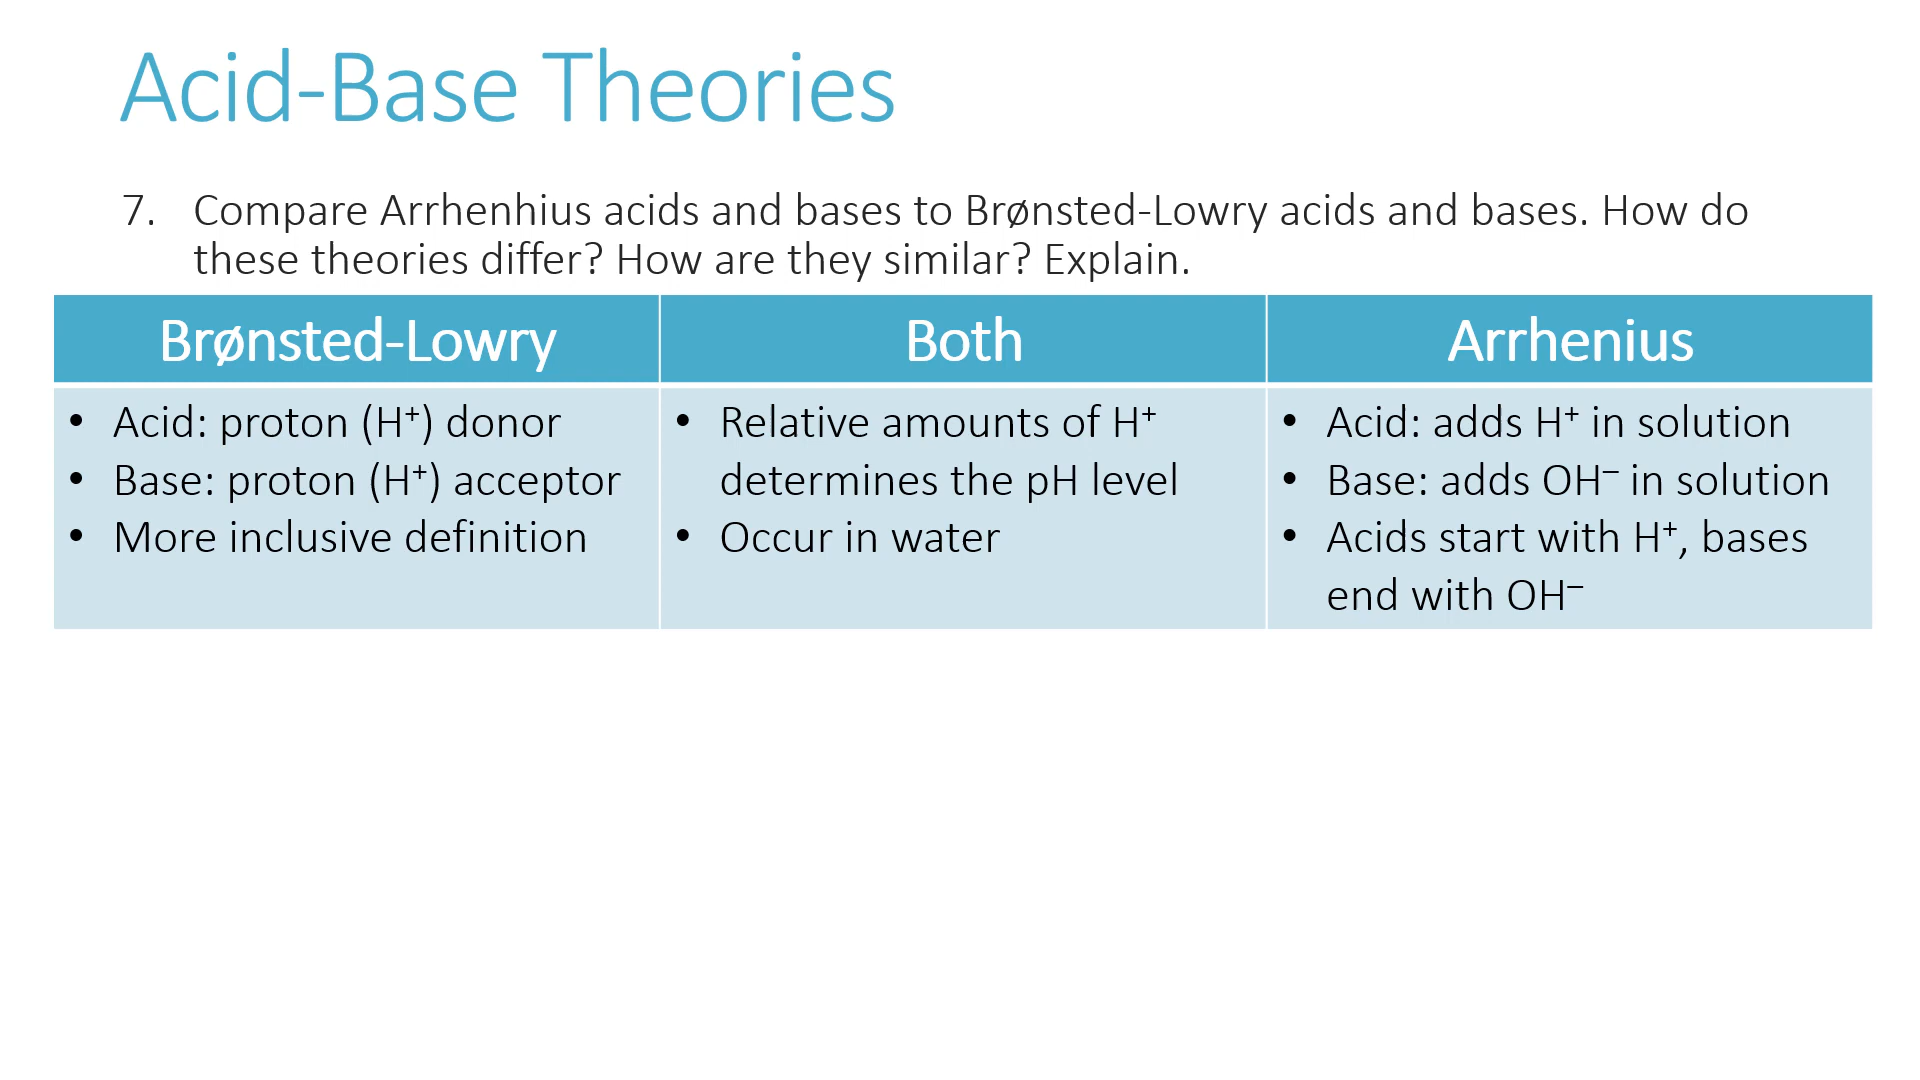 Acid-Base Theories
7. Compare Arrhenhius acids and bases to Brønsted-Lowry acids and bases. How do
these theories differ? How are they similar? Explain.
Brønsted-Lowry
• Acid: proton (H⁺) donor
• Base: proton (H⁺) acceptor
• More inclusive definition
Both
• Relative amounts of H⁺
determines the pH level
• Occur in water
Arrhenius
• Acid: adds H⁺ in solution
• Base: adds OH⁻ in solution
• Acids start with H⁺, bases
end with OH⁻